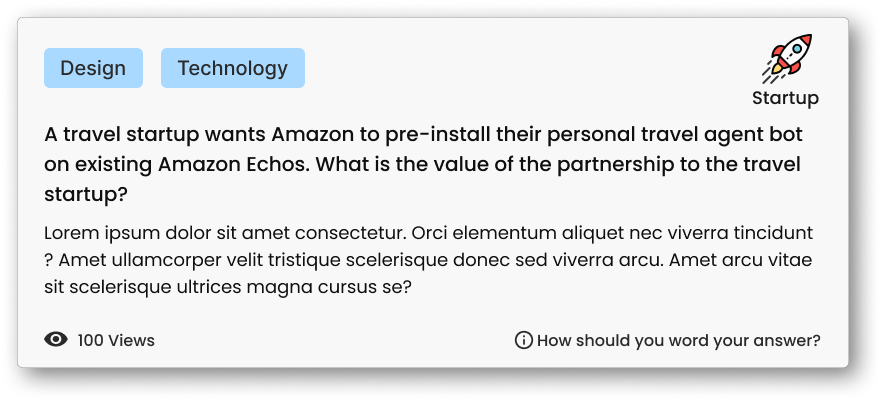 Design Technology
Startup
A travel startup wants Amazon to pre-install their personal travel agent bot
on existing Amazon Echos. What is the value of the partnership to the travel
startup?
Lorem ipsum dolor sit amet consectetur. Orci elementum aliquet nec viverra tincidunt
? Amet ullamcorper velit tristique scelerisque donec sed viverra arcu. Amet arcu vitae
sit scelerisque ultrices magna cursus se?
100 Views How should you word your answer?